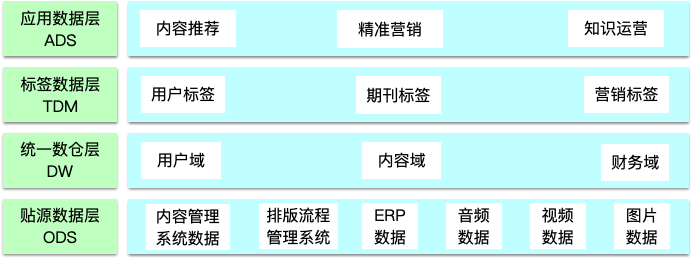 应用数据层
ADS
内容推荐
精准营销
知识运营
标签数据层
TDM
用户标签
期刊标签
营销标签
统一数仓层
DW
用户域
内容域
财务域
贴源数据层
ODS
内容管理
系统数据
排版流程
管理系统
ERP
数据
音频
数据
视频
数据
图片
数据